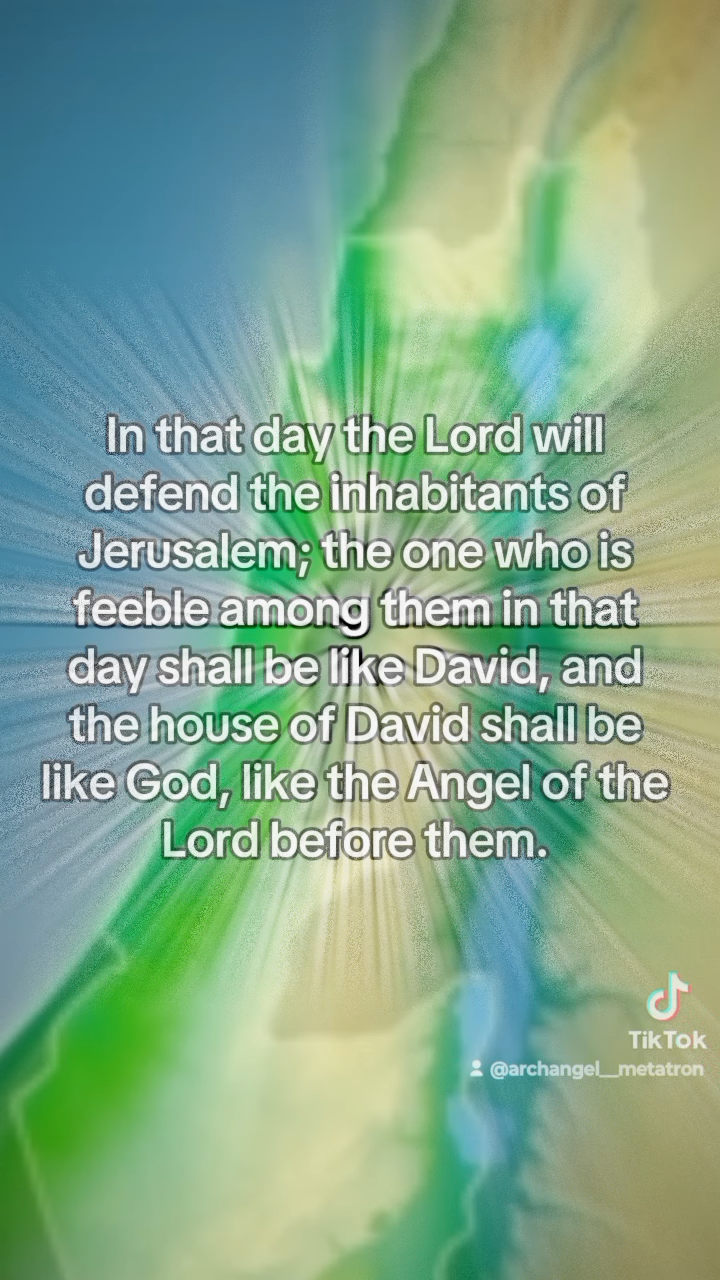 In that day the Lord will
defend the inhabitants of
Jerusalem; the one who is
feeble among them in that
day shall be like David, and
the house of David shall be
like God, like the Angel of the
Lord before them.
TikTok
@archangel__metatron